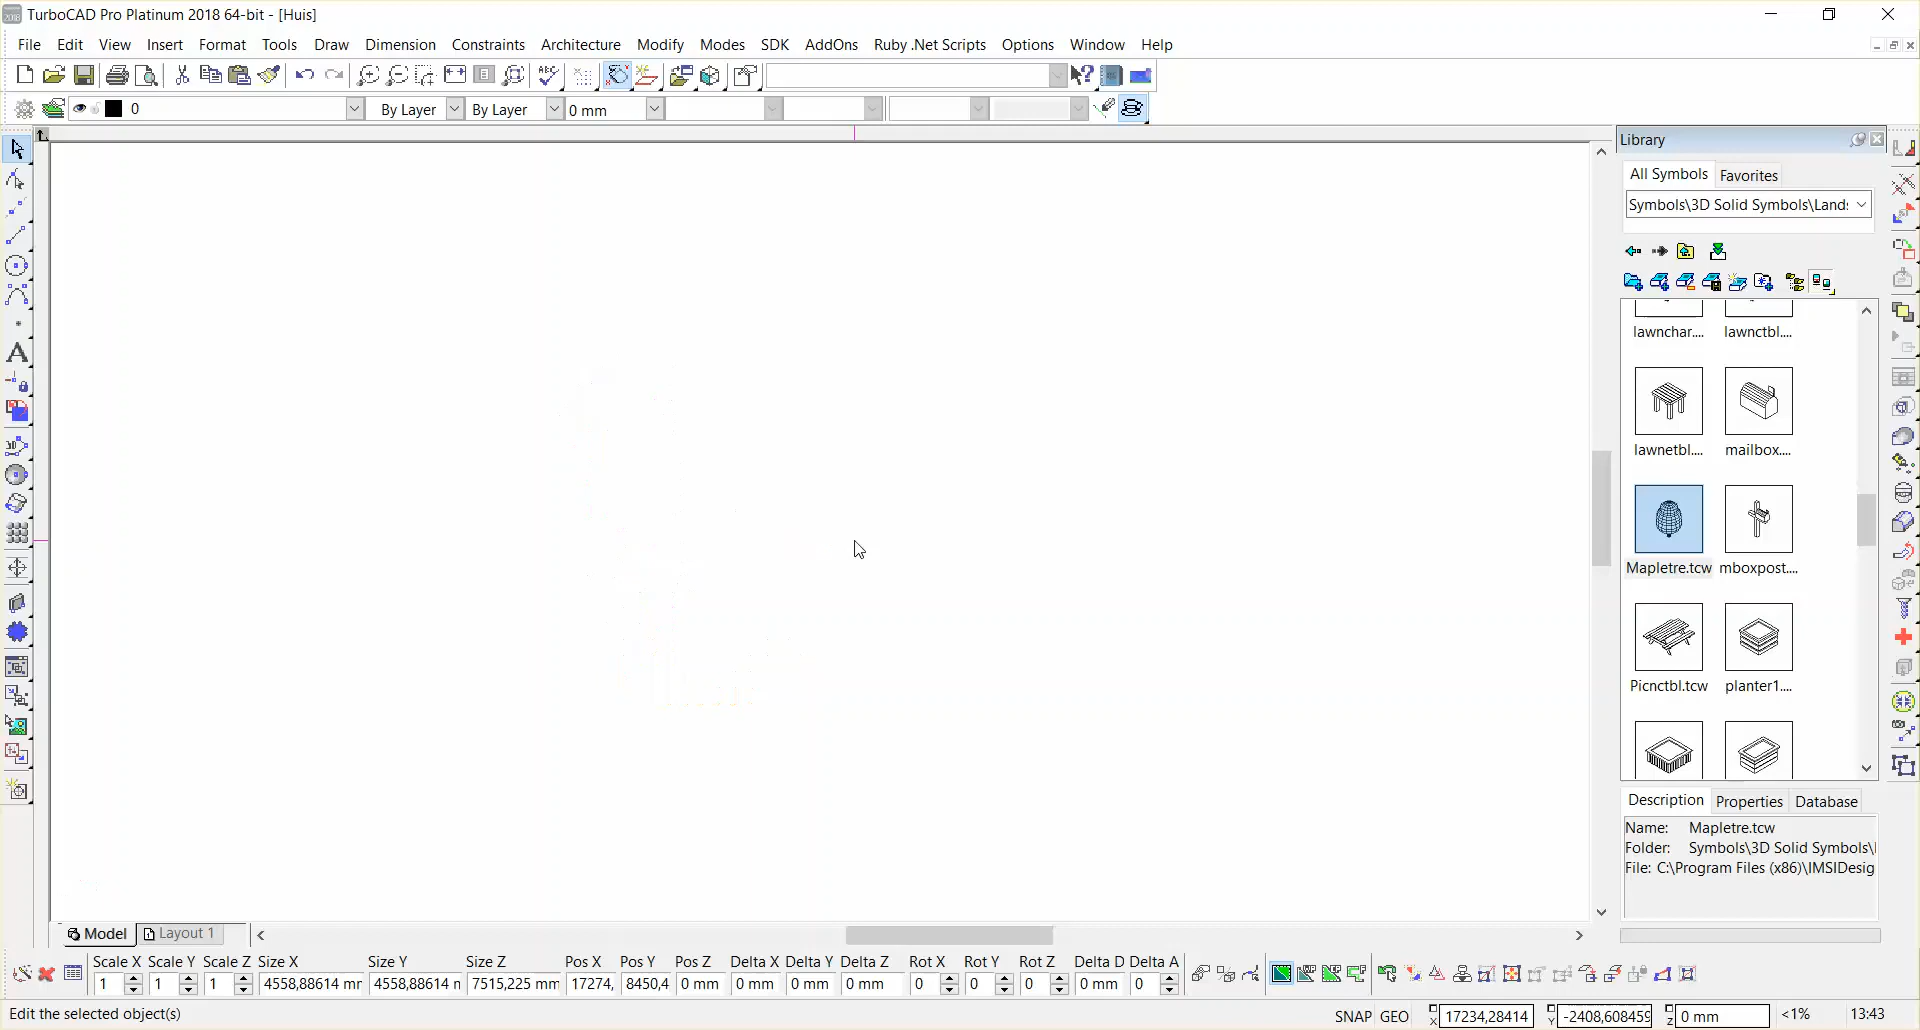 TurboCAD Pro Platinum 2018 64-bit - [Huis]
File Edit View Insert Format Tools Draw Dimension Constraints Architecture Modify Modes SDK AddOns Ruby .Net Scripts Options Window Help
0 By Layer By Layer 0 mm
Library
All Symbols Favorites
Symbols\3D Solid Symbols\Lands
lawnchar.... lawnctbl....
lawnetbl.... mailbox....
Mapletre.tcw mboxpost....
Picnctbl.tcw planter1....
Description Properties Database
Name: Mapletre.tcw
Folder: Symbols\3D Solid Symbols\
File: C:\Program Files (x86)\IMSIDesig
Model Layout 1
Scale X Scale Y Scale Z Size X Size Y Size Z Pos X Pos Y Pos Z Delta X Delta Y Delta Z Rot X Rot Y Rot Z Delta D Delta A
1 1 1 4558,88614 mr 4558,88614 n 7515,225 mm 17274, 8450,4 0 mm 0 mm 0 mm 0 mm 0 0 0 0 mm 0
Edit the selected object(s)
SNAP GEO X 17234,28414 Y -2408,608459 Z 0 mm <1% 13:43